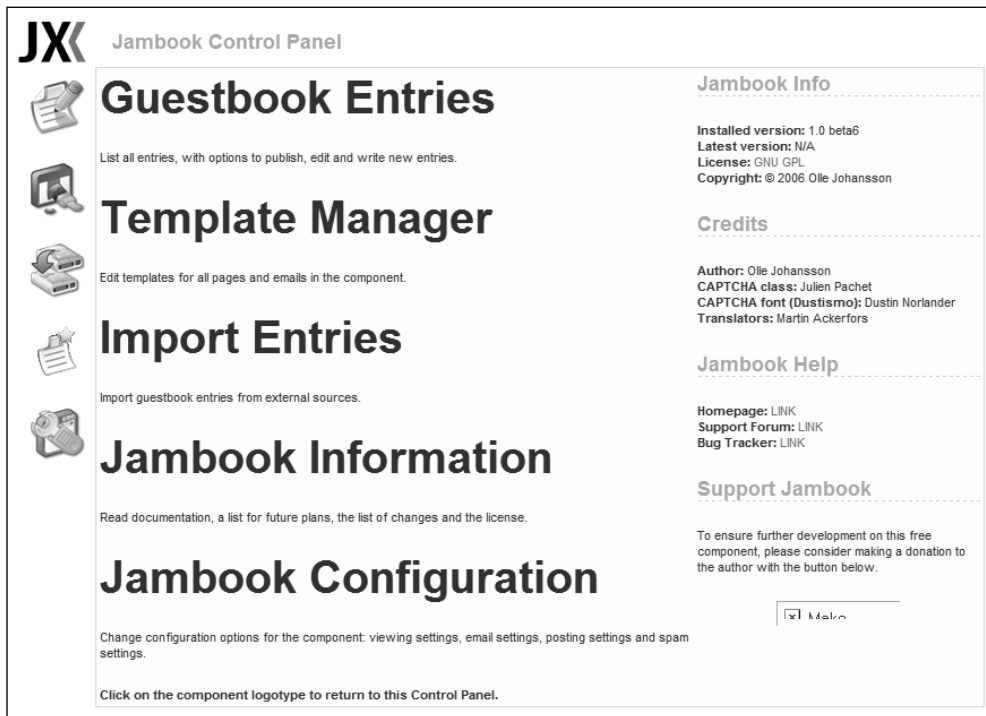 JX
Jambook Control Panel
Guestbook Entries
List all entries, with options to publish, edit and write new entries.
Template Manager
Edit templates for all pages and emails in the component.
Import Entries
Import guestbook entries from external sources.
Jambook Information
Read documentation, a list for future plans, the list of changes and the license.
Jambook Configuration
Change configuration options for the component: viewing settings, email settings, posting settings and spam
settings.
Click on the component logotype to return to this Control Panel.
Jambook Info
Installed version: 1.0 beta6
Latest version: N/A
License: GNU GPL
Copyright: © 2006 Olle Johansson
Credits
Author: Olle Johansson
CAPTCHA class: Julien Pachet
CAPTCHA font (Dustismo): Dustin Norlander
Translators: Martin Ackerfors
Jambook Help
Homepage: LINK
Support Forum: LINK
Bug Tracker: LINK
Support Jambook
To ensure further development on this free
component, please consider making a donation to
the author with the button below.
Make